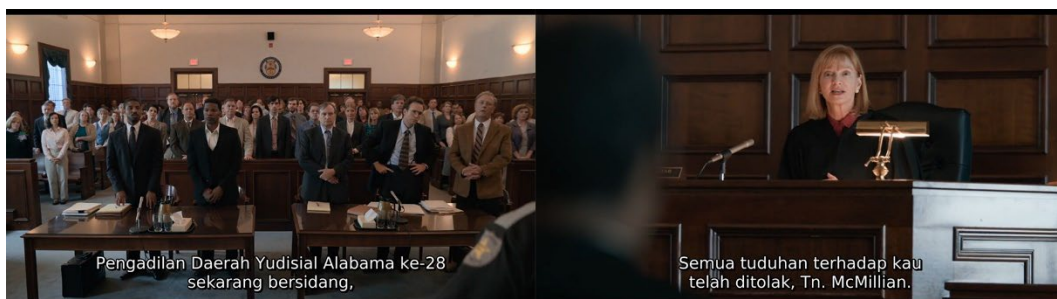 Pengadilan Daerah Yudisial Alabama ke-28
sekarang bersidang,
Semua tuduhan terhadap kau
telah ditolak, Tn. McMillian.